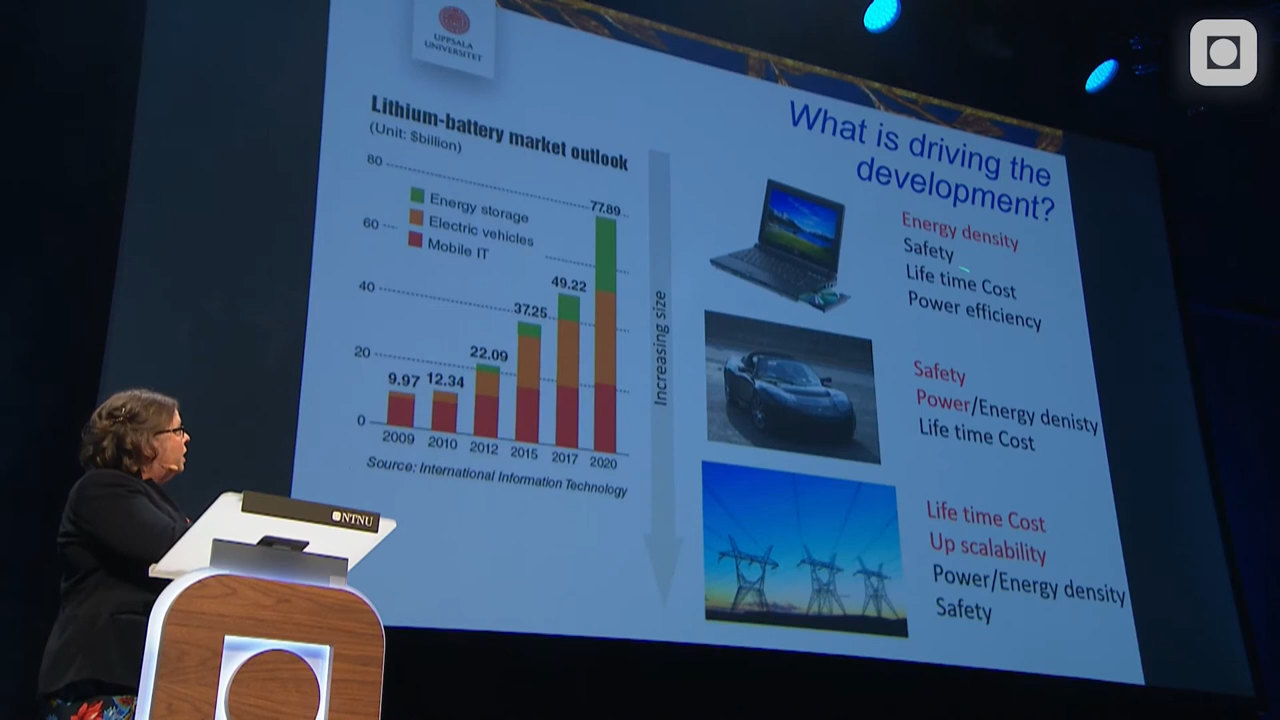 UPPSALA
UNIVERSITET
Lithium-battery market outlook
(Unit: $billion)
80
60
40
20
0
Energy storage
Electric vehicles
Mobile IT
9.97
12.34
22.09
37.25
49.22
77.89
2009
2010
2012
2015
2017
2020
Source: International Information Technology
Increasing size
What is driving the
development?
Energy density
Safety
Life time Cost
Power efficiency
Safety
Power/Energy denisty
Life time Cost
Life time Cost
Up scalability
Power/Energy density
Safety
NTNU